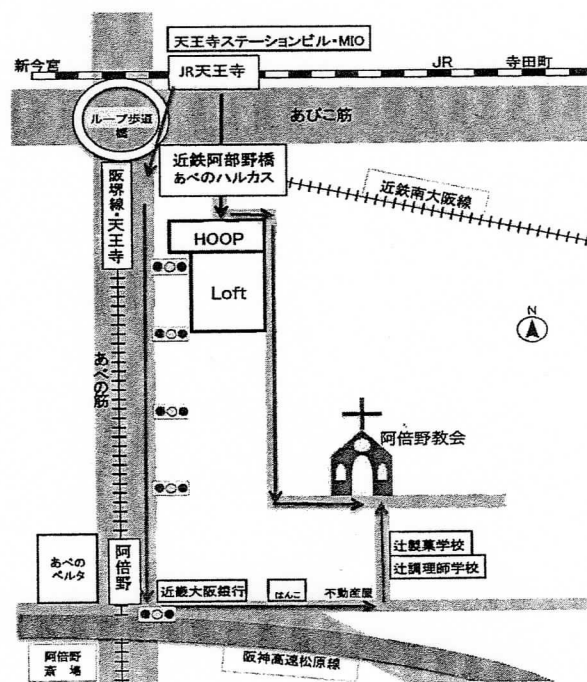 天王寺ステーションビル・MIO
新今宮
JR天王寺
JR
寺田町
ループ歩道橋
あびこ筋
近鉄阿部野橋
あべのハルカス
近鉄南大阪線
阪堺線・天王寺
HOOP
Loft
N
あべの筋
阿倍野教会
辻製菓学校
辻調理師学校
あべの
ベルタ
阿倍野
近畿大阪銀行
はんこ
不動産屋
阿倍野
斎場
阪神高速松原線